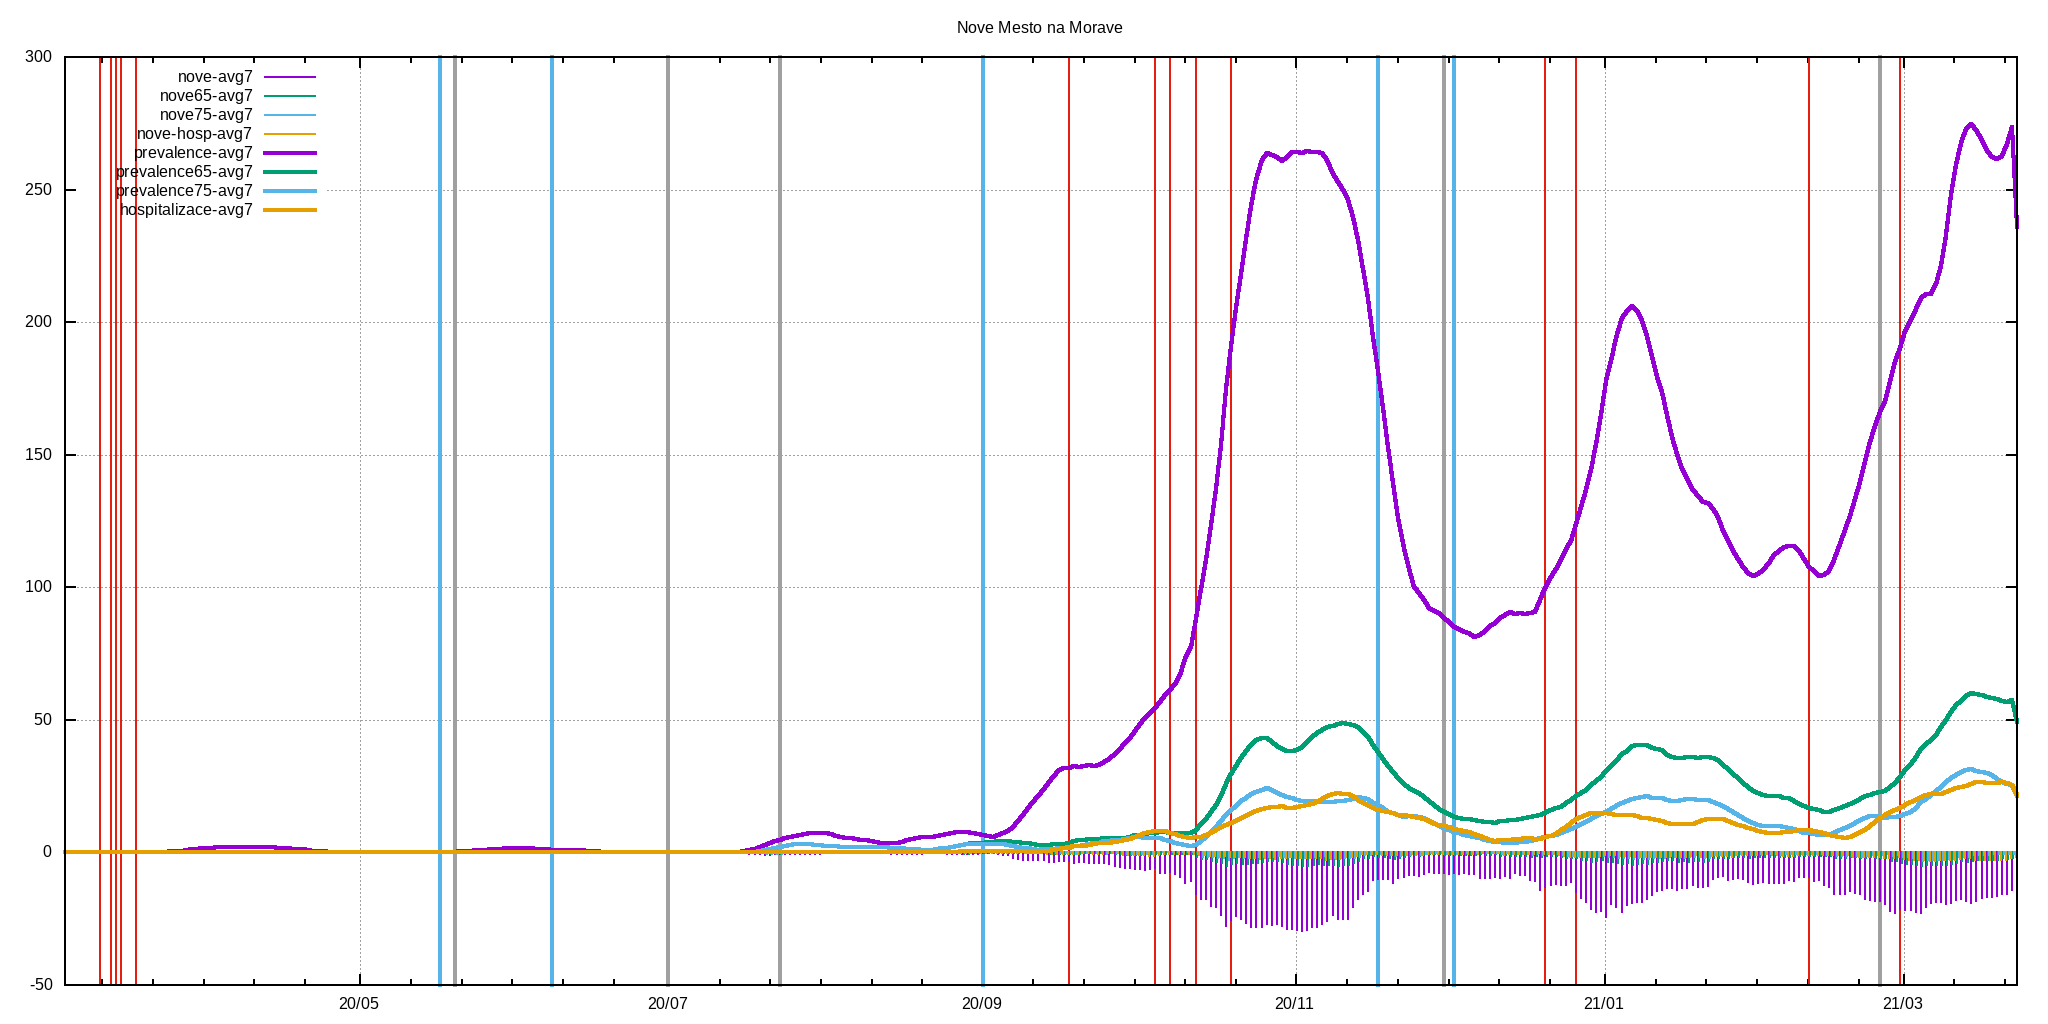 Nove Mesto na Morave
300
250
200
150
100
50
0
-50
nove-avg7
nove65-avg7
nove75-avg7
nove-hosp-avg7
prevalence-avg7
prevalence65-avg7
prevalence75-avg7
hospitalizace-avg7
20/05 20/07 20/09 20/11 21/01 21/03